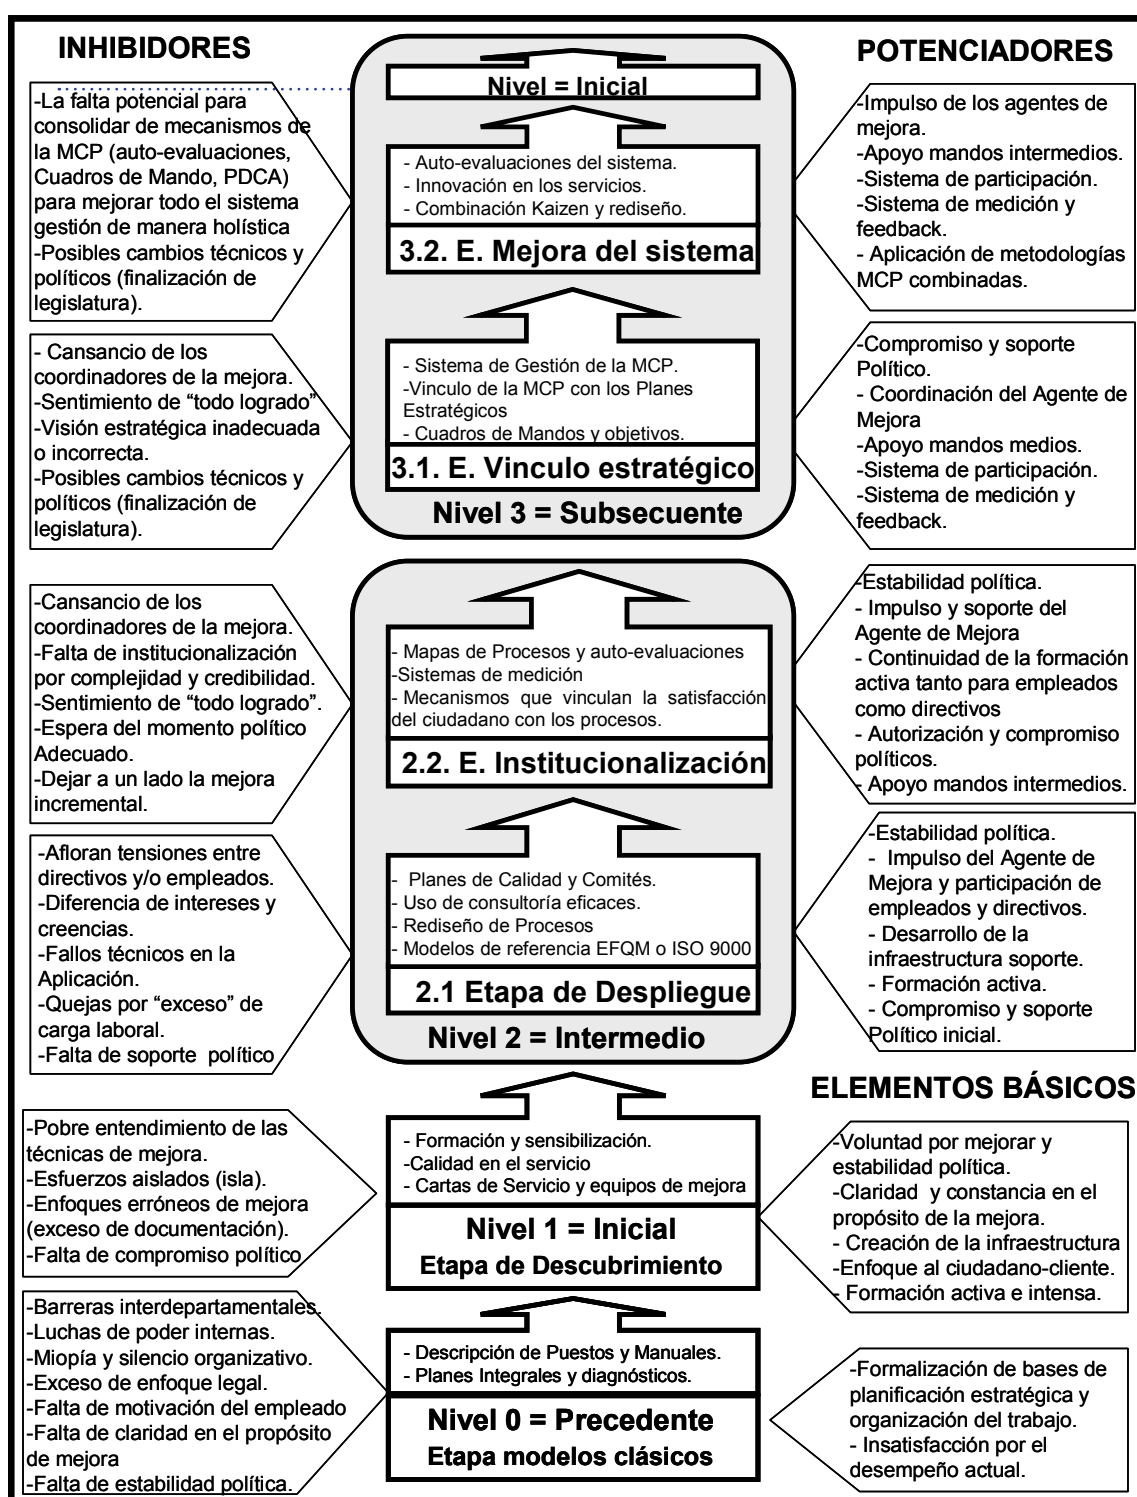 INHIBIDORES
-La falta potencial para
consolidar de mecanismos de
la MCP (auto-evaluaciones,
Cuadros de Mando, PDCA)
para mejorar todo el sistema
gestión de manera holística
-Posibles cambios técnicos y
políticos (finalización de
legislatura).
- Cansancio de los
coordinadores de la mejora.
-Sentimiento de “todo logrado”
-Visión estratégica inadecuada
o incorrecta.
-Posibles cambios técnicos y
políticos (finalización de
legislatura).
-Cansancio de los
coordinadores de la mejora.
-Falta de institucionalización
por complejidad y credibilidad.
-Sentimiento de “todo logrado”.
-Espera del momento político
Adecuado.
-Dejar a un lado la mejora
incremental.
-Afloran tensiones entre
directivos y/o empleados.
-Diferencia de intereses y
creencias.
-Fallos técnicos en la
Aplicación.
-Quejas por “exceso” de
carga laboral.
-Falta de soporte político
-Pobre entendimiento de las
técnicas de mejora.
-Esfuerzos aislados (isla).
-Enfoques erróneos de mejora
(exceso de documentación).
-Falta de compromiso político
-Barreras interdepartamentales.
-Luchas de poder internas.
-Miopía y silencio organizativo.
-Exceso de enfoque legal.
-Falta de motivación del empleado
-Falta de claridad en el propósito
de mejora
-Falta de estabilidad política.
Nivel = Inicial
- Auto-evaluaciones del sistema.
- Innovación en los servicios.
- Combinación Kaizen y rediseño.
3.2. E. Mejora del sistema
- Sistema de Gestión de la MCP.
-Vinculo de la MCP con los Planes
Estratégicos
- Cuadros de Mandos y objetivos.
3.1. E. Vinculo estratégico
Nivel 3 = Subsecuente
- Mapas de Procesos y auto-evaluaciones
-Sistemas de medición
- Mecanismos que vinculan la satisfacción
del ciudadano con los procesos.
2.2. E. Institucionalización
- Planes de Calidad y Comités.
- Uso de consultoría eficaces.
- Rediseño de Procesos
- Modelos de referencia EFQM o ISO 9000
2.1 Etapa de Despliegue
Nivel 2 = Intermedio
- Formación y sensibilización.
-Calidad en el servicio
- Cartas de Servicio y equipos de mejora
Nivel 1 = Inicial
Etapa de Descubrimiento
- Descripción de Puestos y Manuales.
- Planes Integrales y diagnósticos.
Nivel 0 = Precedente
Etapa modelos clásicos
POTENCIADORES
-Impulso de los agentes de
mejora.
-Apoyo mandos intermedios.
-Sistema de participación.
-Sistema de medición y
feedback.
- Aplicación de metodologías
MCP combinadas.
-Compromiso y soporte
Político.
- Coordinación del Agente de
Mejora
-Apoyo mandos medios.
-Sistema de participación.
-Sistema de medición y
feedback.
-Estabilidad política.
- Impulso y soporte del
Agente de Mejora
- Continuidad de la formación
activa tanto para empleados
como directivos
- Autorización y compromiso
políticos.
- Apoyo mandos intermedios.
-Estabilidad política.
- Impulso del Agente de
Mejora y participación de
empleados y directivos.
- Desarrollo de la
infraestructura soporte.
- Formación activa.
- Compromiso y soporte
Político inicial.
ELEMENTOS BÁSICOS
-Voluntad por mejorar y
estabilidad política.
-Claridad y constancia en el
propósito de la mejora.
- Creación de la infraestructura
-Enfoque al ciudadano-cliente.
- Formación activa e intensa.
-Formalización de bases de
planificación estratégica y
organización del trabajo.
- Insatisfacción por el
desempeño actual.